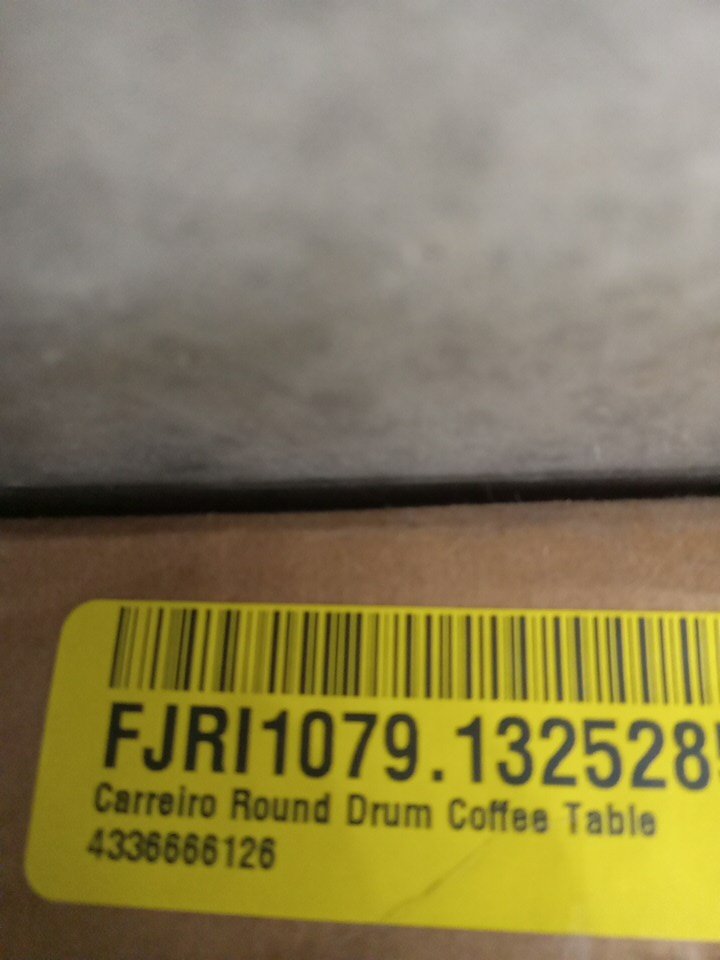 FJRI1079.132528
Carreiro Round Drum Coffee Table
4336666126